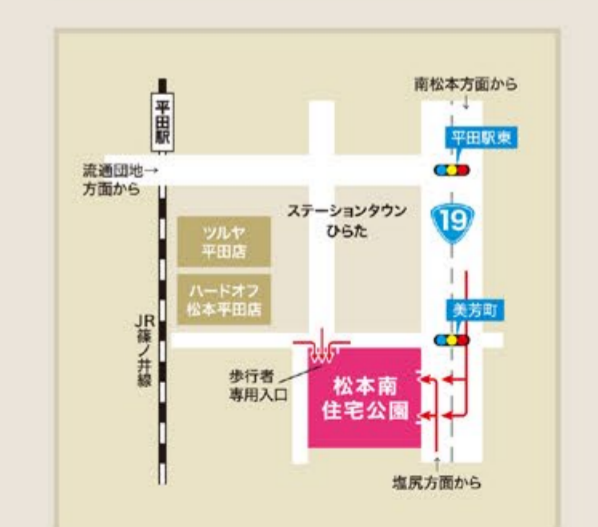 南松本方面から
↓
平田駅
平田駅東
流通団地→
方面から
ステーションタウン
ひらた
19
ツルヤ
平田店
ハードオフ
松本平田店
美芳町
JR篠ノ井線
歩行者
専用入口
松本南
住宅公園
↑
塩尻方面から